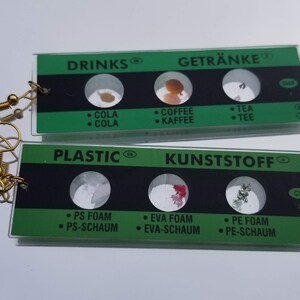 DRINKS GETRÄNKE
• COLA • COFFEE • TEA
• COLA • KAFFEE • TEE
PLASTIC KUNSTSTOFF
• PS FOAM • EVA FOAM • PE FOAM
• PS-SCHAUM • EVA-SCHAUM • PE-SCHAUM